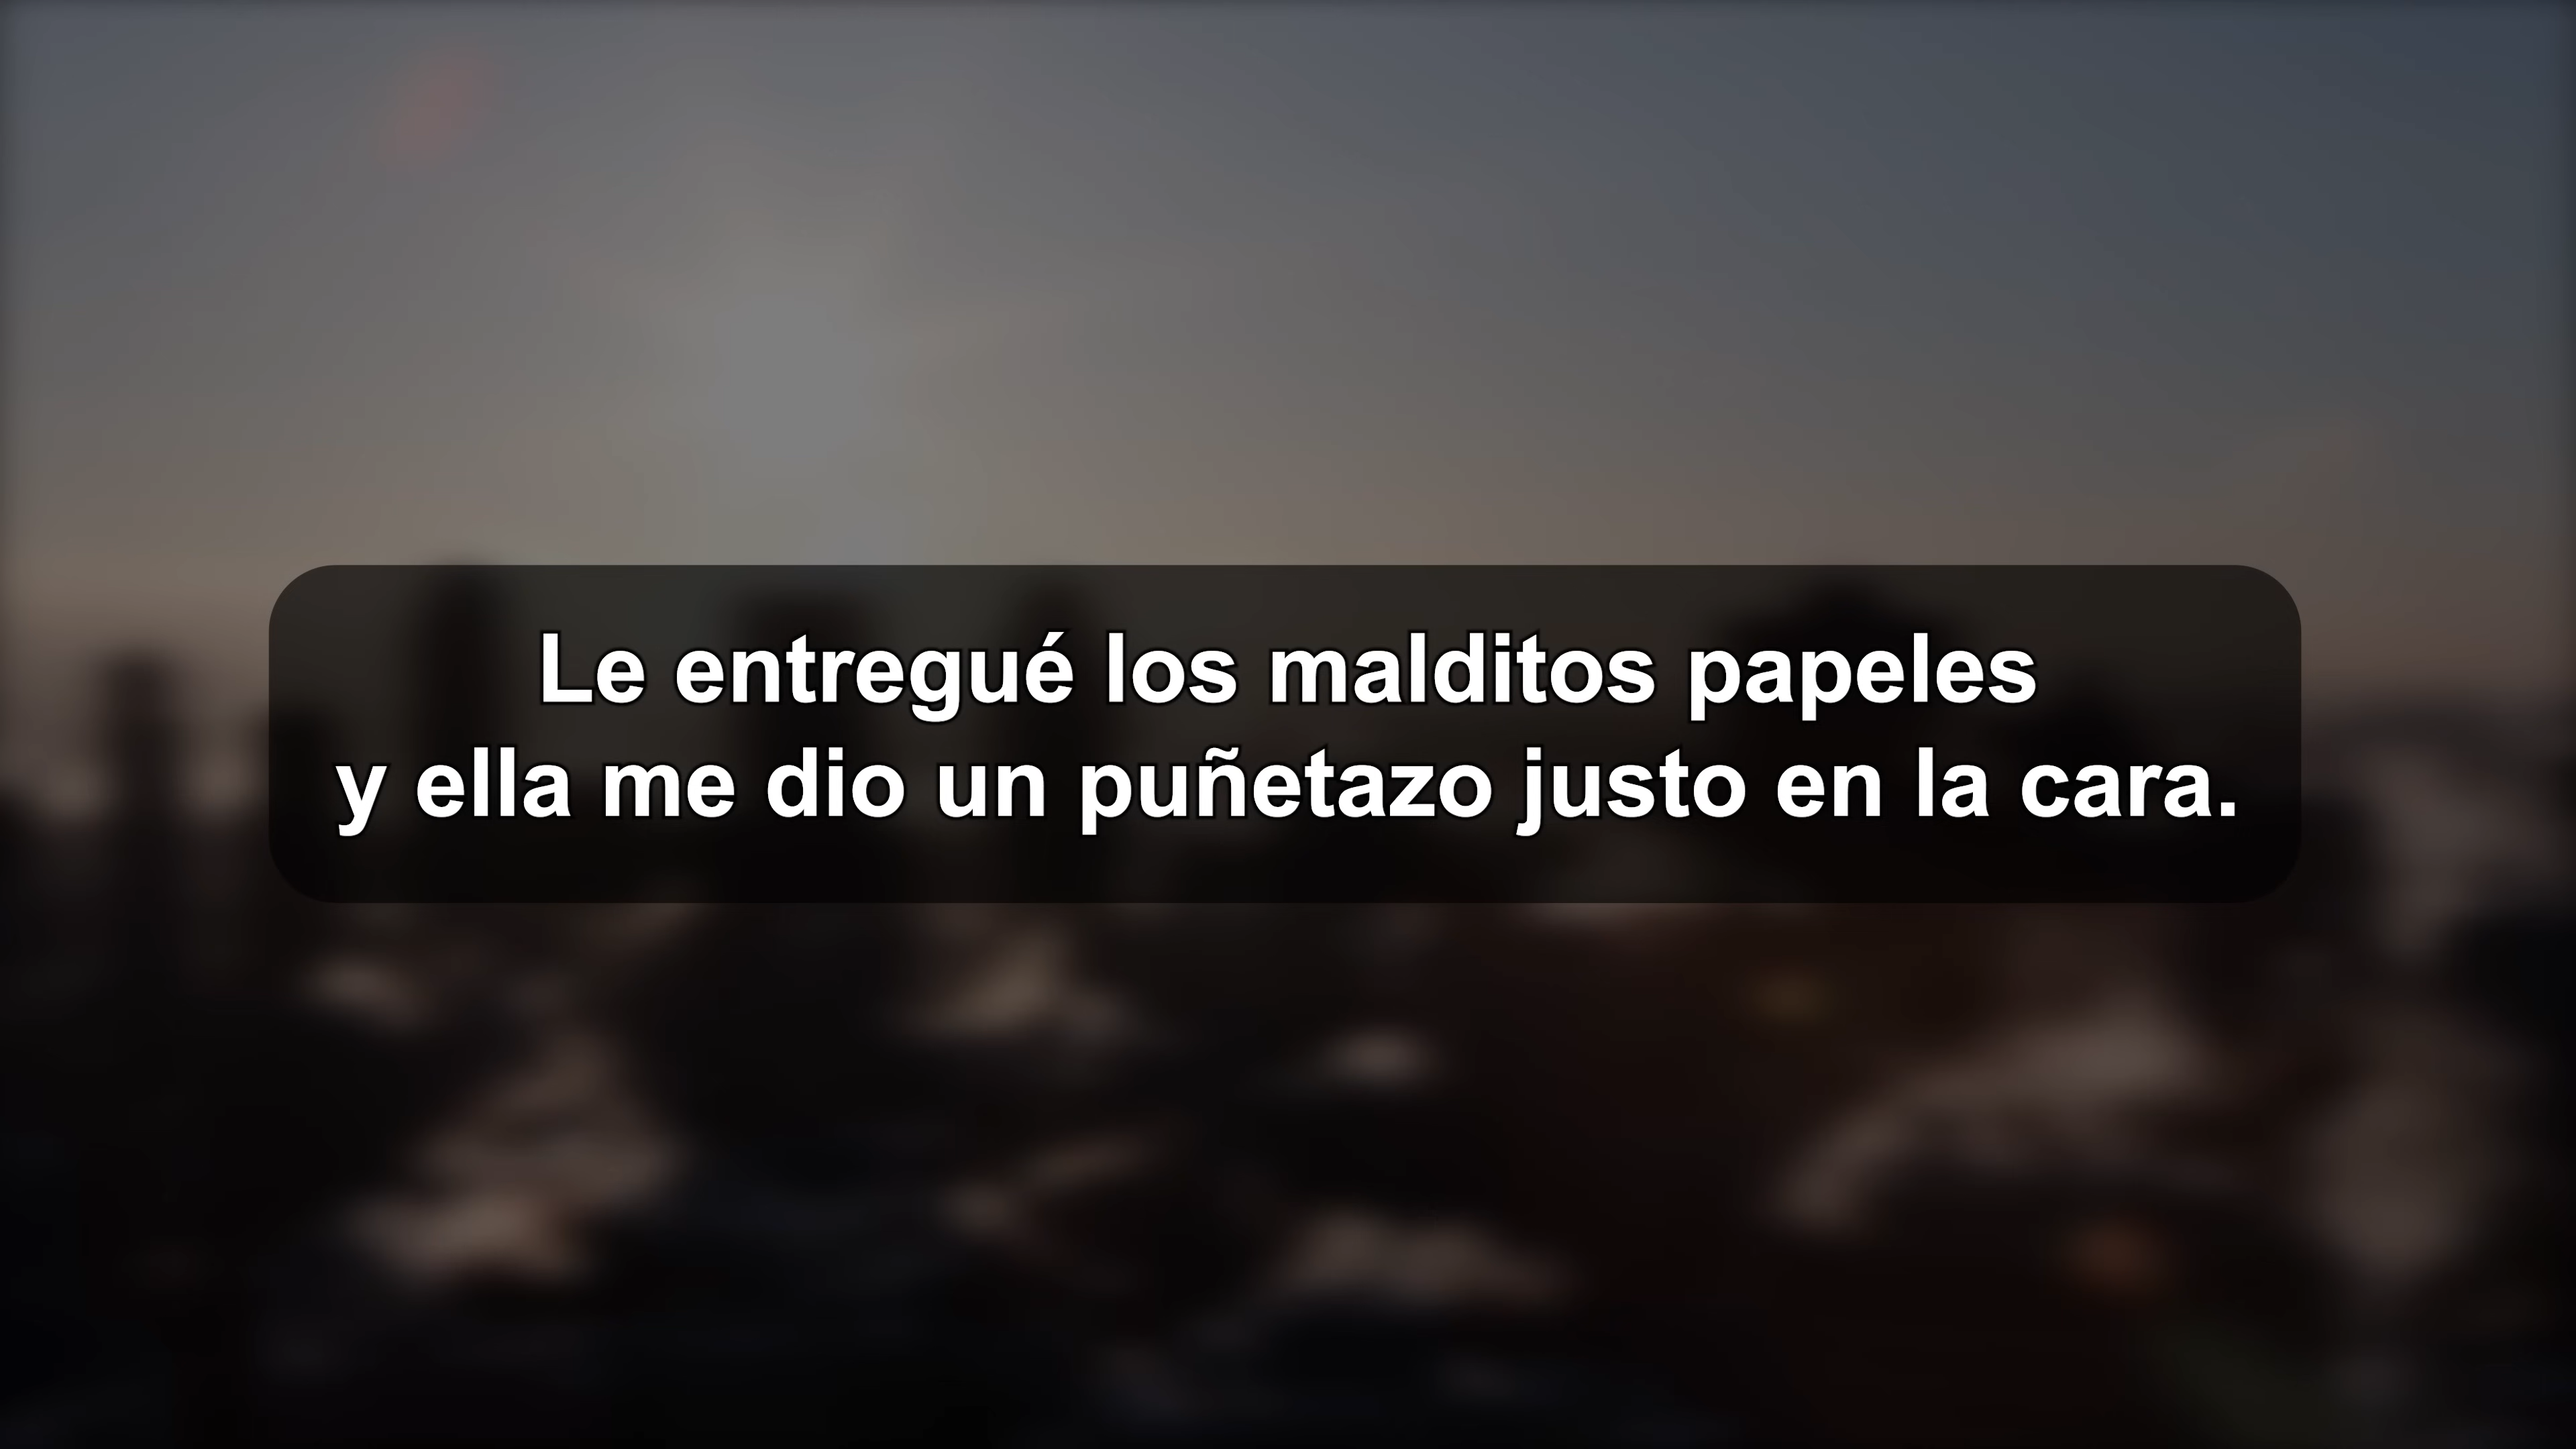 Le entregué los malditos papeles
y ella me dio un puñetazo justo en la cara.